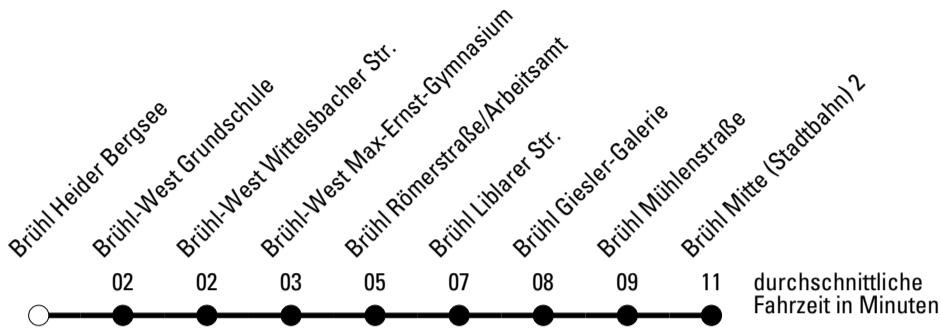 Brühl Heider Bergsee
Brühl-West Grundschule
Brühl-West Wittelsbacher Str.
Brühl-West Max-Ernst-Gymnasium
Brühl Römerstraße/Arbeitsamt
Brühl Liblarer Str.
Brühl Giesler-Galerie
Brühl Mühlenstraße
Brühl Mitte (Stadtbahn) 2
02 02 03 05 07 08 09 11
durchschnittliche
Fahrzeit in Minuten